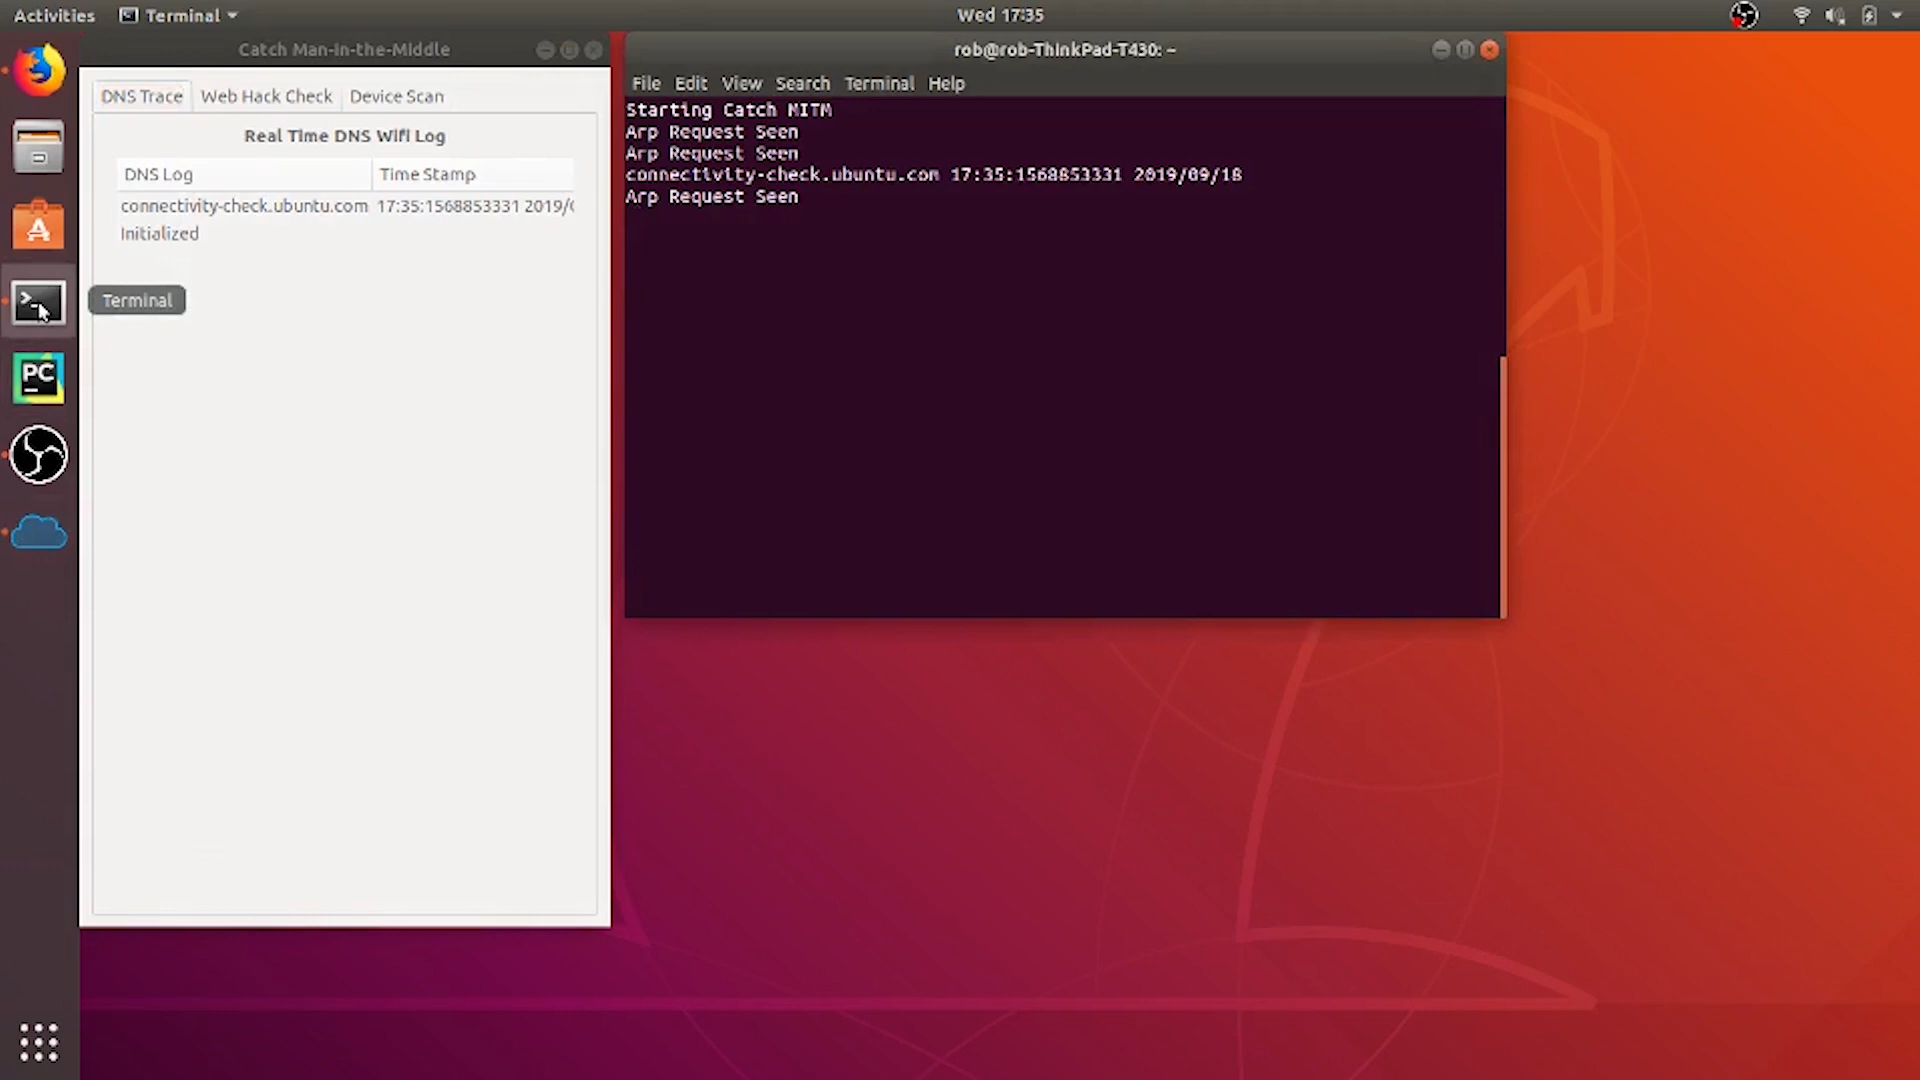 Activities
Terminal
Wed 17:35
Catch Man-in-the-Middle
DNS Trace
Web Hack Check
Device Scan
Real Time DNS Wifi Log
DNS Log
Time Stamp
connectivity-check.ubuntu.com 17:35:1568853331 2019/
Initialized
Terminal
PC
rob@rob-ThinkPad-T430: ~
File Edit View Search Terminal Help
Starting Catch MITM
Arp Request Seen
Arp Request Seen
connectivity-check.ubuntu.com 17:35:1568853331 2019/09/18
Arp Request Seen